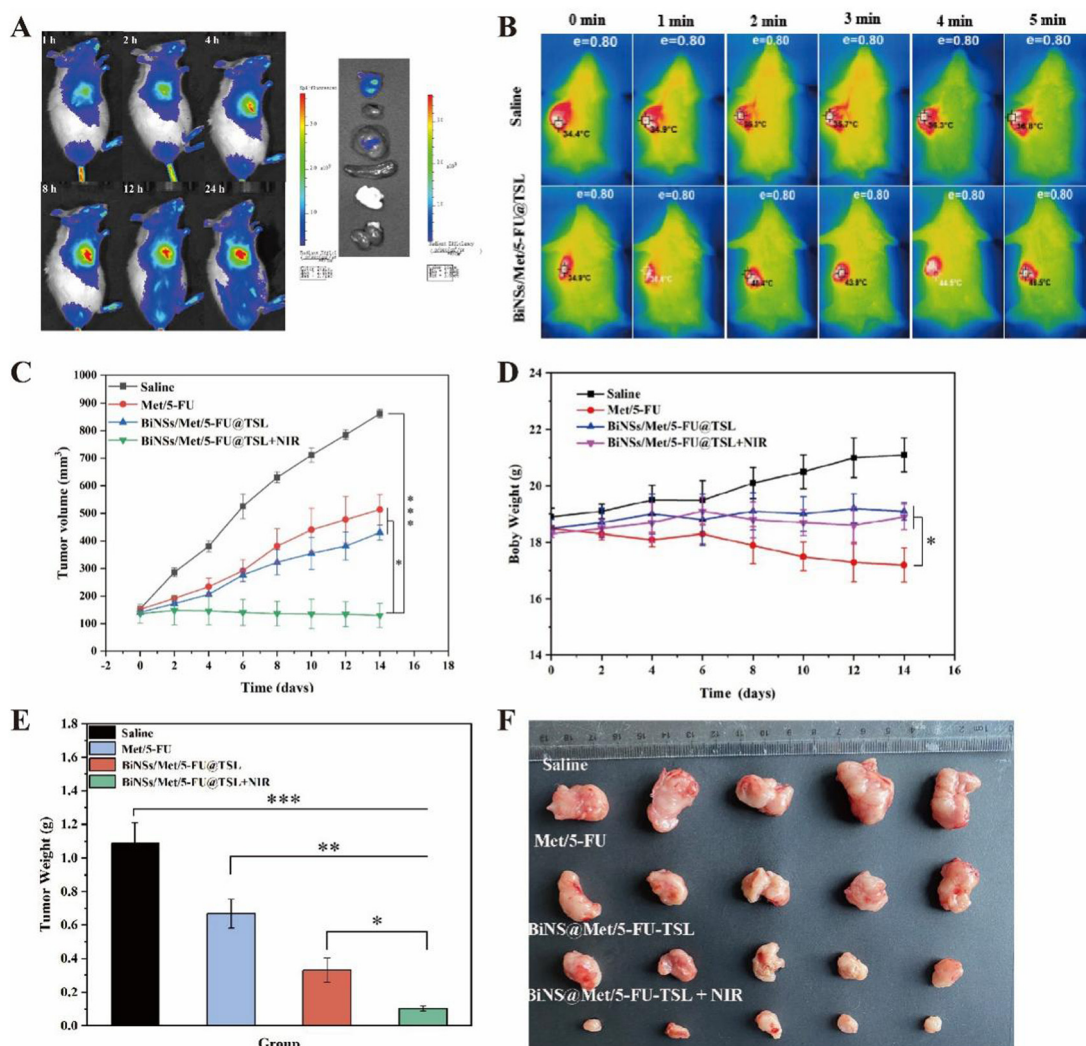 A
1 h
2 h
4 h
8 h
12 h
24 h
B
0 min
1 min
2 min
3 min
4 min
5 min
Saline
e=0.80
e=0.80
e=0.80
e=0.80
e=0.80
e=0.80
34.4°C
34.9°C
36.3°C
36.8°C
BiNSs/Met/5-FU@TSL
e=0.80
e=0.80
e=0.80
e=0.80
e=0.80
e=0.80
34.9°C
43.9°C
44.9°C
C
Tumor volume (mm³)
1000
900
800
700
600
500
400
300
200
100
0
Saline
Met/5-FU
BiNSs/Met/5-FU@TSL
BiNSs/Met/5-FU@TSL+NIR
***
*
-2 0 2 4 6 8 10 12 14 16 18
Time (days)
D
Boby Weight (g)
24
22
20
18
16
14
Saline
Met/5-FU
BiNSs/Met/5-FU@TSL
BiNSs/Met/5-FU@TSL+NIR
*
0 2 4 6 8 10 12 14 16
Time (days)
E
Tumor Weight (g)
1.8
1.6
1.4
1.2
1.0
0.8
0.6
0.4
0.2
0.0
Saline
Met/5-FU
BiNSs/Met/5-FU@TSL
BiNSs/Met/5-FU@TSL+NIR
***
**
*
Group
F
Saline
Met/5-FU
BiNS@Met/5-FU-TSL
BiNS@Met/5-FU-TSL + NIR